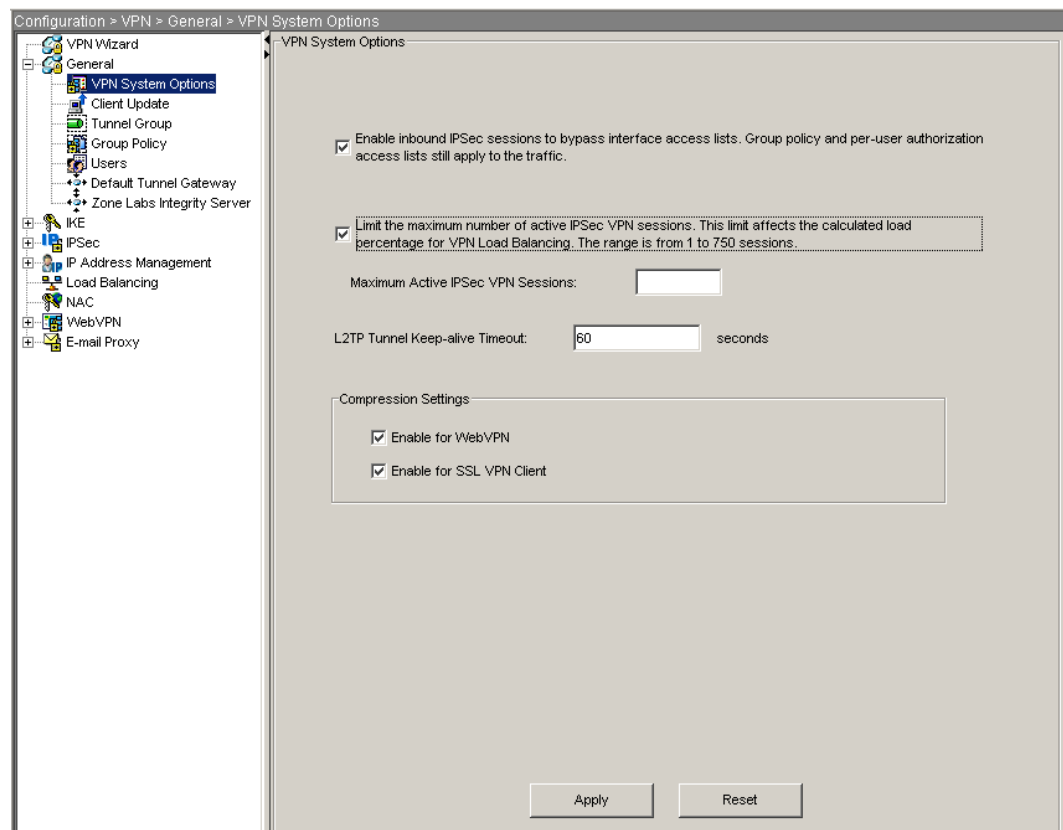 Configuration > VPN > General > VPN System Options
VPN Wizard
General
VPN System Options
Client Update
Tunnel Group
Group Policy
Users
Default Tunnel Gateway
Zone Labs Integrity Server
IKE
IPSec
IP Address Management
Load Balancing
NAC
WebVPN
E-mail Proxy
VPN System Options
Enable inbound IPSec sessions to bypass interface access lists. Group policy and per-user authorization
access lists still apply to the traffic.
Limit the maximum number of active IPSec VPN sessions. This limit affects the calculated load
percentage for VPN Load Balancing. The range is from 1 to 750 sessions.
Maximum Active IPSec VPN Sessions:
L2TP Tunnel Keep-alive Timeout: 60 seconds
Compression Settings
Enable for WebVPN
Enable for SSL VPN Client
Apply Reset